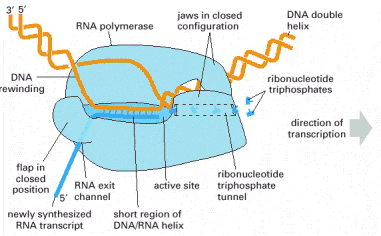 3′ 5′
RNA polymerase
jaws in closed
configuration
DNA double
helix
DNA
rewinding
ribonucleotide
triphosphates
direction of
transcription
flap in
closed
position
RNA exit
channel
active site
ribonucleotide
triphosphate
tunnel
5′
newly synthesized
RNA transcript
short region of
DNA/RNA helix